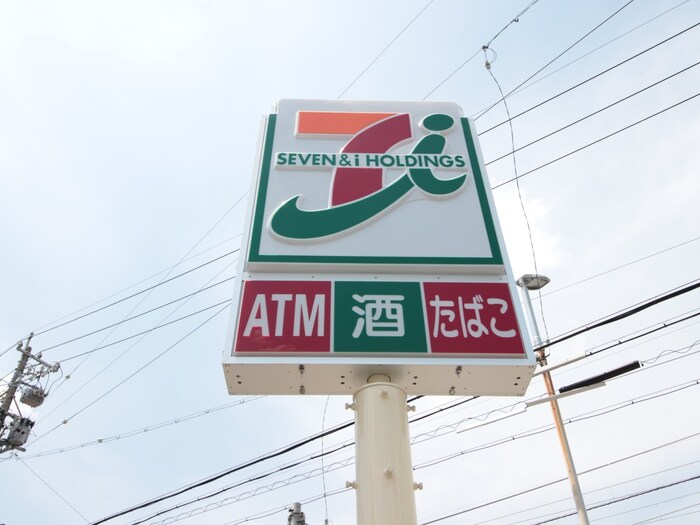 SEVEN & i HOLDINGS
ATM 酒 たばこ